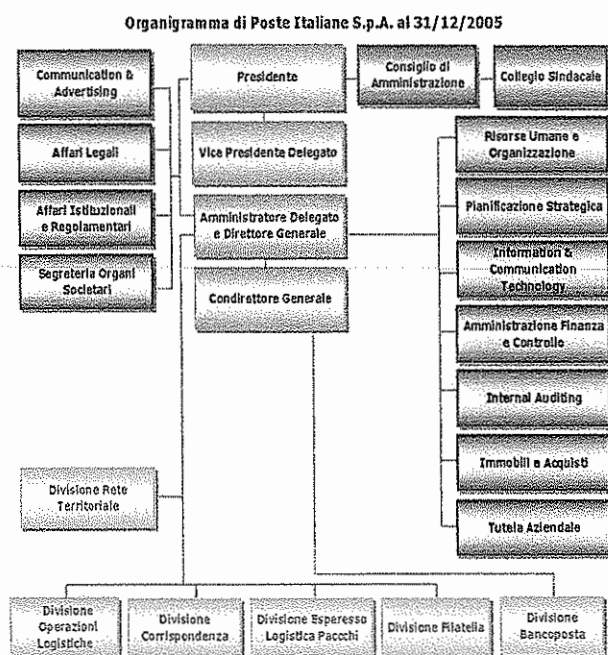 Organigramma di Poste Italiane S.p.A. al 31/12/2005
Communication &
Advertising
Presidente
Consiglio di
Amministrazione
Collegio Sindacale
Affari Legali
Vice Presidente Delegato
Risorse Umane e
Organizzazione
Affari Istituzionali
e Regolamentari
Amministratore Delegato
e Direttore Generale
Pianificazione Strategica
Segreteria Organi
Societari
Condirettore Generale
Information &
Communication
Technology
Amministrazione Finanza
e Controllo
Internal Auditing
Immobili e Acquisti
Tutela Aziendale
Divisione Rete
Territoriale
Divisione
Operazioni
Logistiche
Divisione
Corrispondenza
Divisione Esperesso
Logistica Pacchi
Divisione Filatelia
Divisione
Bancoposta